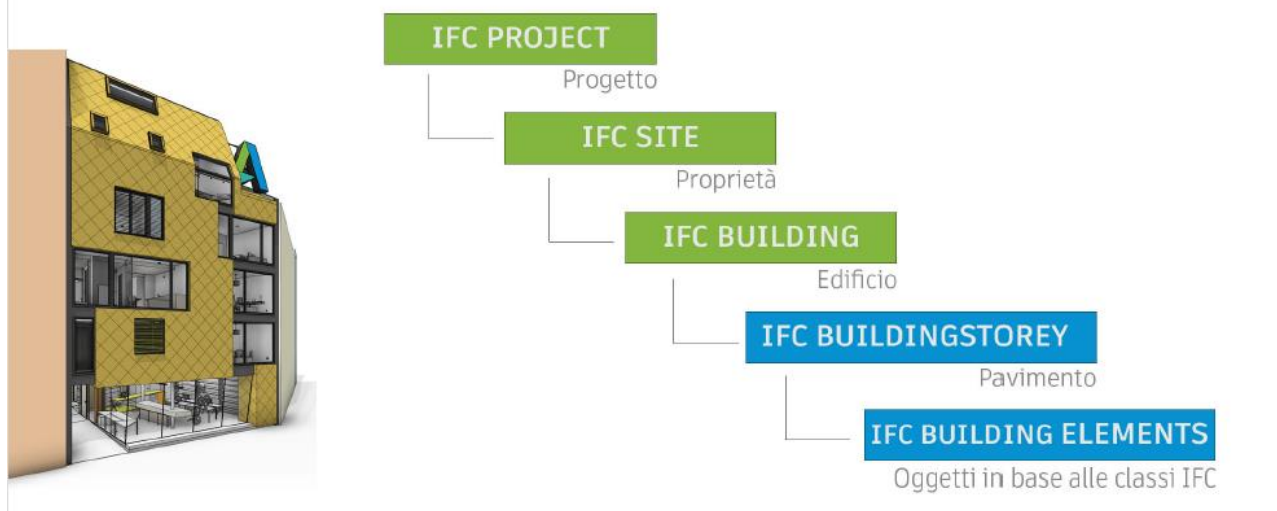 IFC PROJECT
Progetto
IFC SITE
Proprietà
IFC BUILDING
Edificio
IFC BUILDINGSTOREY
Pavimento
IFC BUILDING ELEMENTS
Oggetti in base alle classi IFC